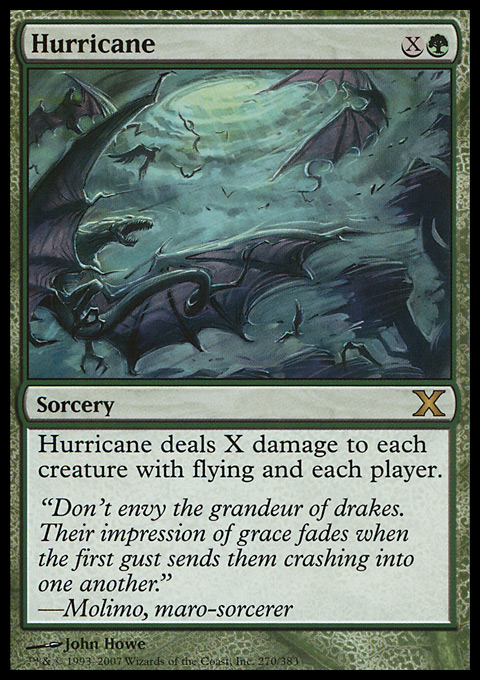 Hurricane X
Sorcery X
Hurricane deals X damage to each
creature with flying and each player.
“Don’t envy the grandeur of drakes.
Their impression of grace fades when
the first gust sends them crashing into
one another.”
—Molimo, maro-sorcerer
John Howe
™ & © 1993–2007 Wizards of the Coast, Inc. 270/383